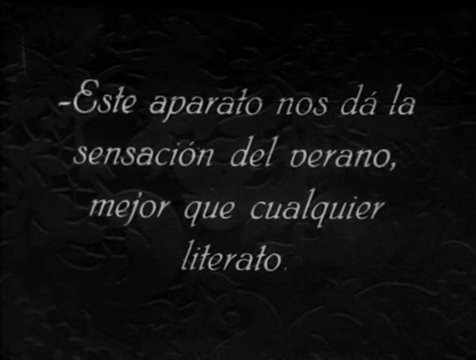 -Este aparato nos dá la
sensación del verano,
mejor que cualquier
literato.